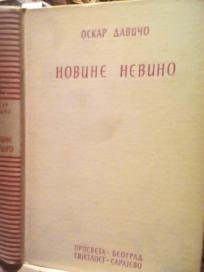 ОСКАР ДАВИЧО
НОВИНЕ НЕВИНО
ПРОСВЕТА • БЕОГРАД
СВЈЕТЛОСТ • САРАЈЕВО